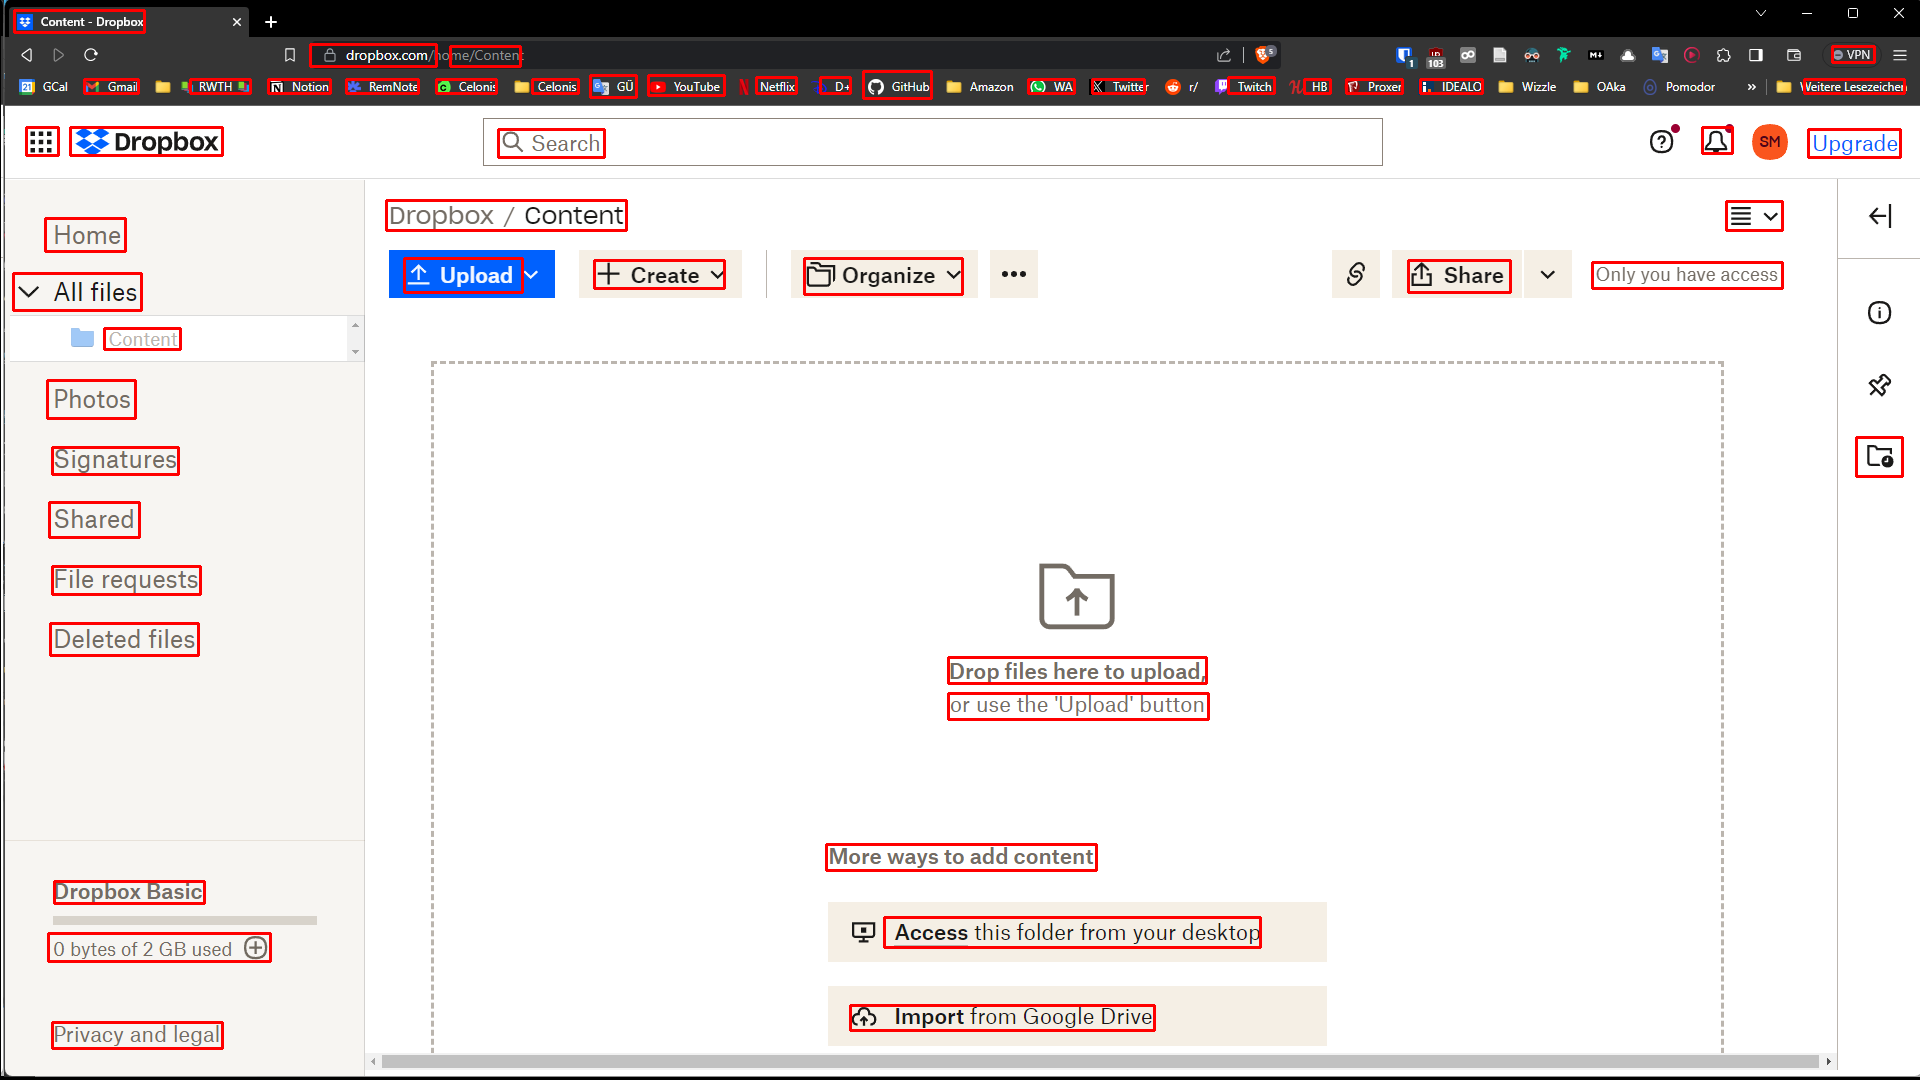 Content - Dropbox
dropbox.com/home/Content
1
103
5
VPN
GCal Gmail RWTH Notion RemNote Celonis Celonis GÜ YouTube Netflix D+ GitHub Amazon WA Twitter r/ Twitch HB Proxer IDEALO Wizzle OAka Pomodor » Weitere Lesezeichen
Dropbox
Search
SM
Upgrade
Home
All files
Content
Photos
Signatures
Shared
File requests
Deleted files
Dropbox Basic
0 bytes of 2 GB used
Privacy and legal
Dropbox / Content
Upload
Create
Organize
Share
Only you have access
Drop files here to upload,
or use the 'Upload' button
More ways to add content
Access this folder from your desktop
Import from Google Drive